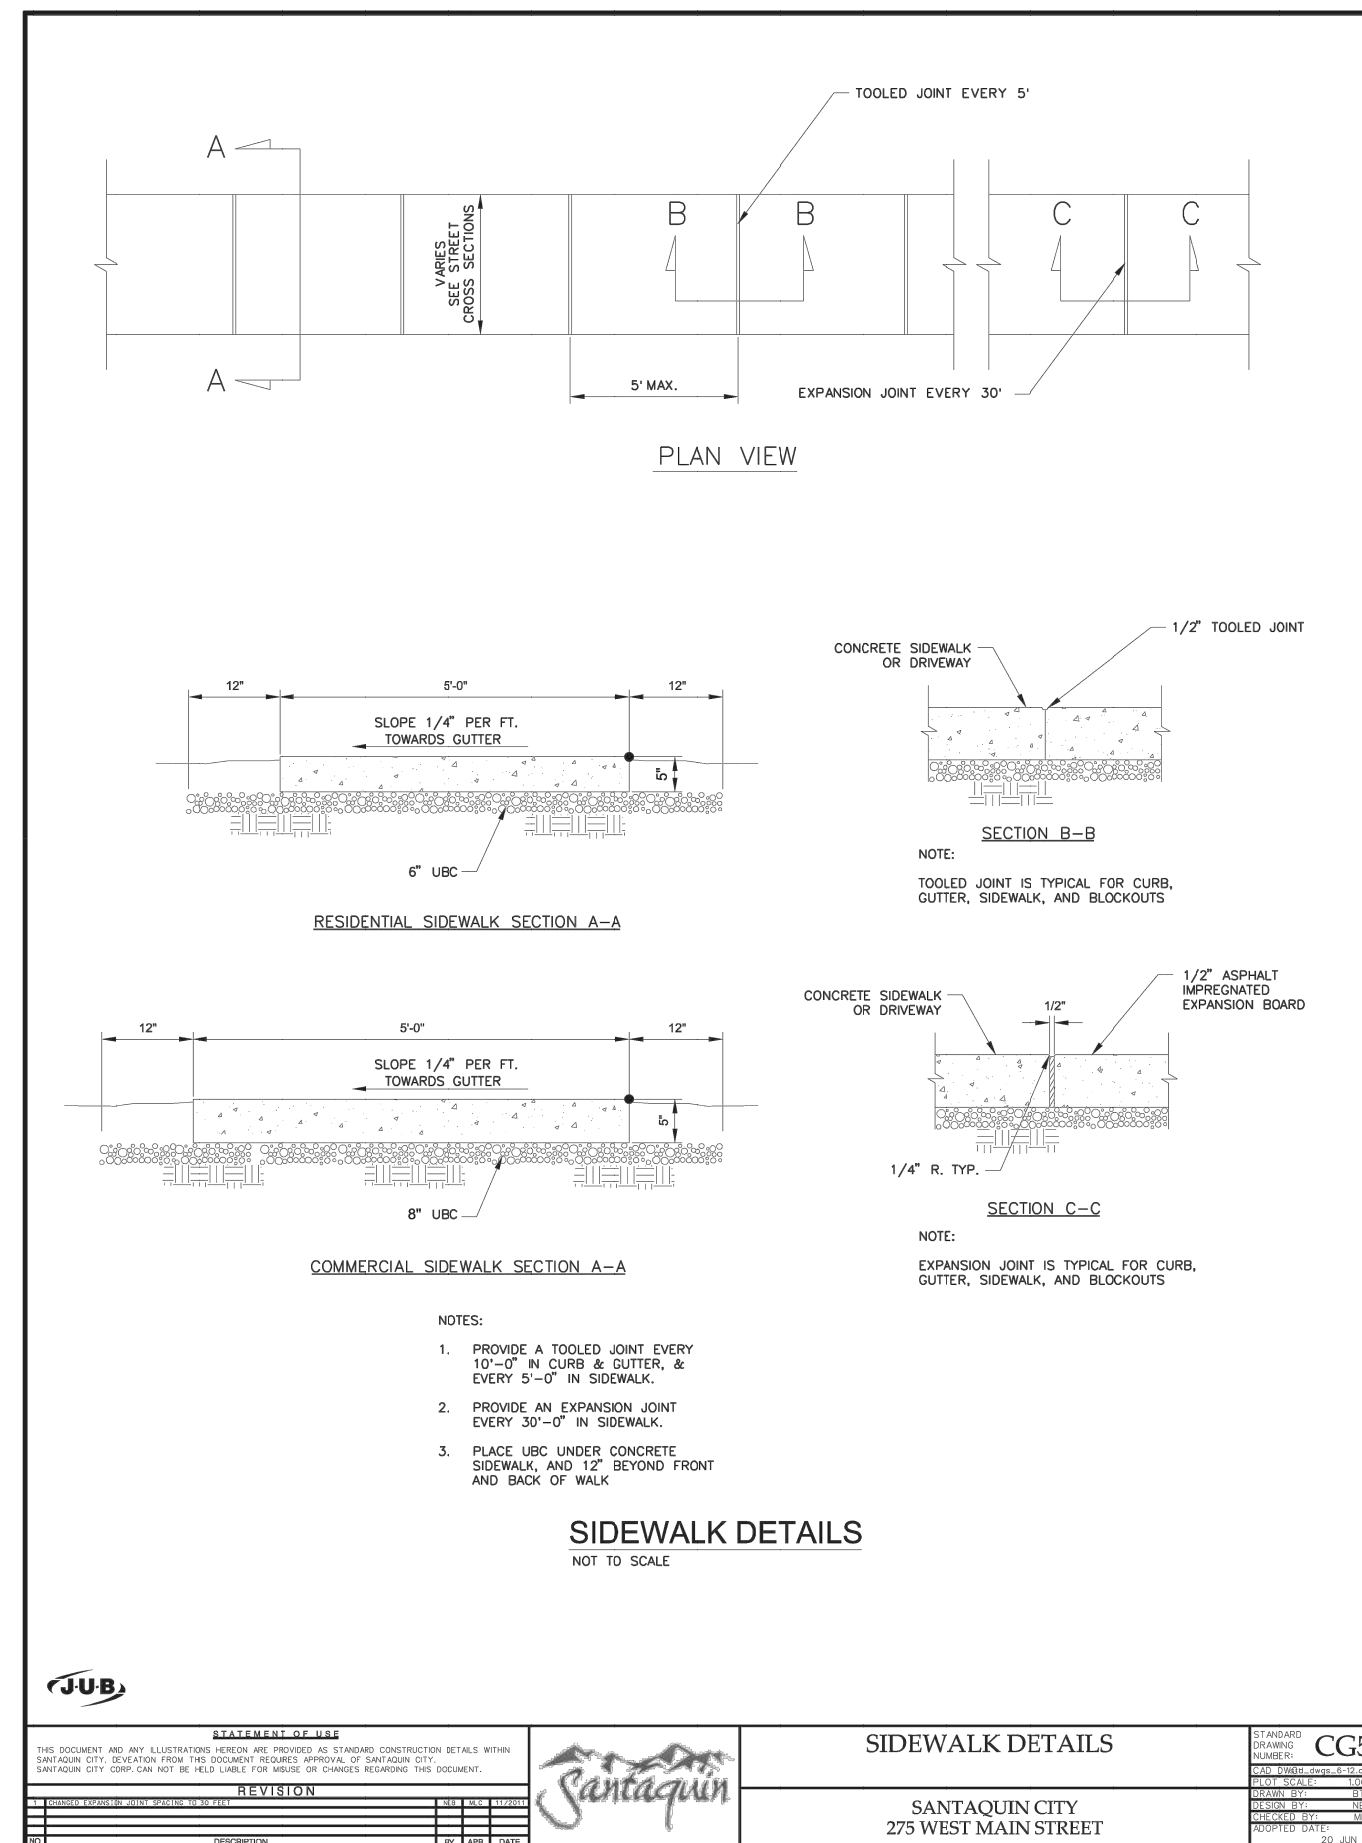 TOOLED JOINT EVERY 5'
A
B
B
C
C
VARIES
SEE STREET
CROSS SECTIONS
A
5' MAX.
EXPANSION JOINT EVERY 30'
PLAN VIEW
1/2" TOOLED JOINT
CONCRETE SIDEWALK
OR DRIVEWAY
12"
5'-0"
12"
SLOPE 1/4" PER FT.
TOWARDS GUTTER
5"
6" UBC
RESIDENTIAL SIDEWALK SECTION A-A
SECTION B-B
NOTE:
TOOLED JOINT IS TYPICAL FOR CURB,
GUTTER, SIDEWALK, AND BLOCKOUTS
1/2" ASPHALT
IMPREGNATED
EXPANSION BOARD
CONCRETE SIDEWALK
OR DRIVEWAY
1/2"
12"
5'-0"
12"
SLOPE 1/4" PER FT.
TOWARDS GUTTER
5"
1/4" R. TYP.
8" UBC
SECTION C-C
NOTE:
EXPANSION JOINT IS TYPICAL FOR CURB,
GUTTER, SIDEWALK, AND BLOCKOUTS
COMMERCIAL SIDEWALK SECTION A-A
NOTES:
1. PROVIDE A TOOLED JOINT EVERY
10'-0" IN CURB & GUTTER, &
EVERY 5'-0" IN SIDEWALK.
2. PROVIDE AN EXPANSION JOINT
EVERY 30'-0" IN SIDEWALK.
3. PLACE UBC UNDER CONCRETE
SIDEWALK, AND 12" BEYOND FRONT
AND BACK OF WALK
SIDEWALK DETAILS
NOT TO SCALE
J-U-B
STATEMENT OF USE
THIS DOCUMENT AND ANY ILLUSTRATIONS HEREON ARE PROVIDED AS STANDARD CONSTRUCTION DETAILS WITHIN
SANTAQUIN CITY. DEVEATION FROM THIS DOCUMENT REQUIRES APPROVAL OF SANTAQUIN CITY.
SANTAQUIN CITY CORP. CAN NOT BE HELD LIABLE FOR MISUSE OR CHANGES REGARDING THIS DOCUMENT.
REVISION
1 CHANGED EXPANSION JOINT SPACING TO 30 FEET NEB MLC 11/2011
NO DESCRIPTION BY APR DATE
Santaquin
SIDEWALK DETAILS
SANTAQUIN CITY
275 WEST MAIN STREET
STANDARD
DRAWING
NUMBER:
CG5
CAD DWG:
PLOT SCALE:
DRAWN BY:
DESIGN BY:
CHECKED BY:
ADOPTED DATE:
20 JUN